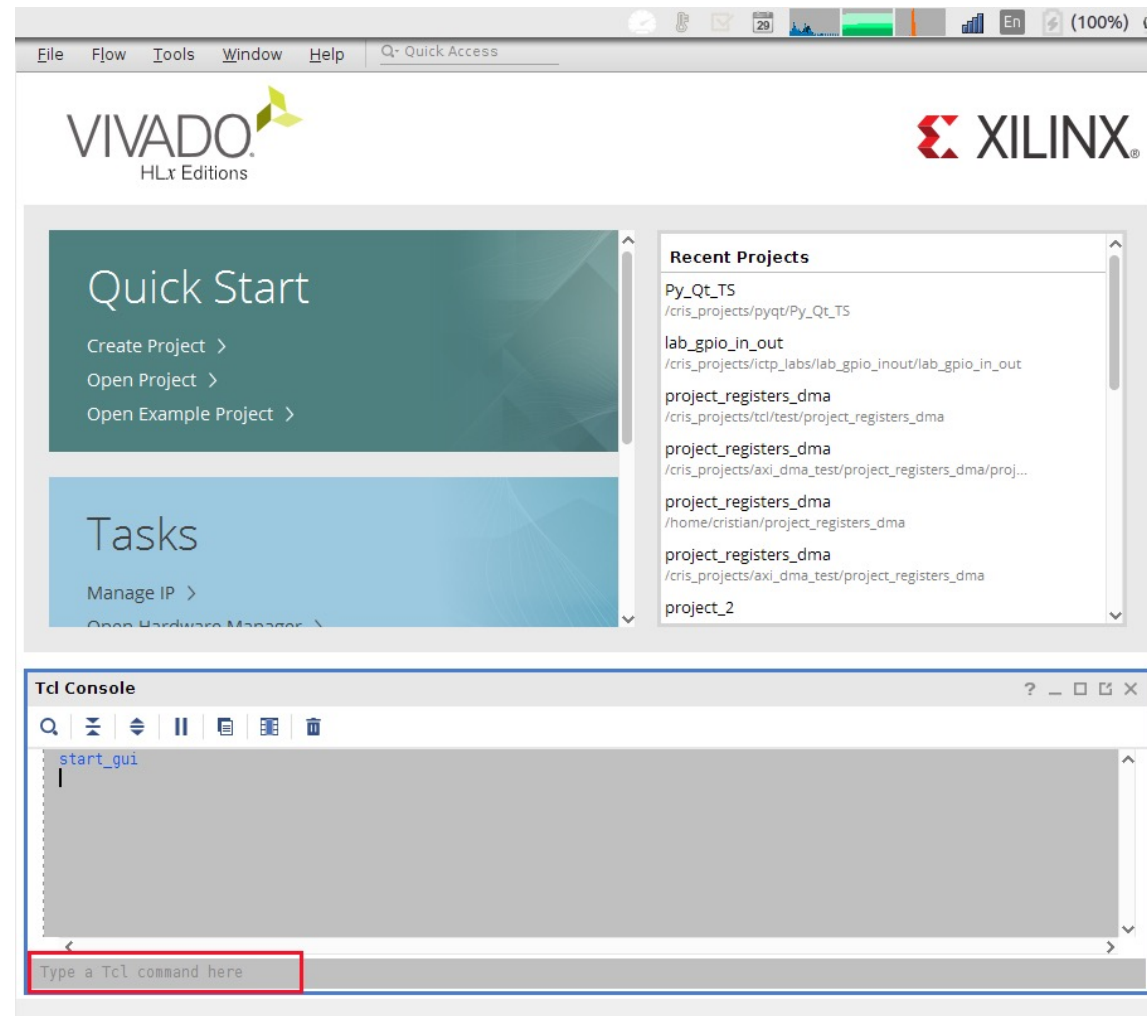 29
En
(100%)
File Flow Tools Window Help Quick Access
VIVADO.
HLx Editions
XILINX®
Quick Start
Create Project >
Open Project >
Open Example Project >
Tasks
Manage IP >
Open Hardware Manager >
Recent Projects
Py_Qt_TS
/cris_projects/pyqt/Py_Qt_TS
lab_gpio_in_out
/cris_projects/ictp_labs/lab_gpio_inout/lab_gpio_in_out
project_registers_dma
/cris_projects/tcl/test/project_registers_dma
project_registers_dma
/cris_projects/axi_dma_test/project_registers_dma/proj...
project_registers_dma
/home/cristian/project_registers_dma
project_registers_dma
/cris_projects/axi_dma_test/project_registers_dma
project_2
Tcl Console
start_gui
Type a Tcl command here